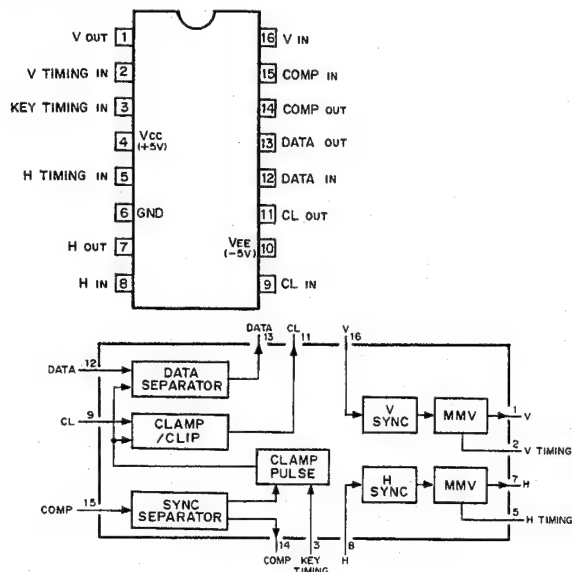 V OUT 1 16 V IN
V TIMING IN 2 15 COMP IN
KEY TIMING IN 3 14 COMP OUT
4 VCC (+5V) 13 DATA OUT
H TIMING IN 5 12 DATA IN
6 GND 11 CL OUT
H OUT 7 VEE (-5V) 10
H IN 8 9 CL IN
DATA 13 CL 11 V 16
DATA 12
DATA SEPARATOR
V SYNC
MMV
1 V
2 V TIMING
CL 9
CLAMP /CLIP
CLAMP PULSE
H SYNC
MMV
7 H
5 H TIMING
COMP 15
SYNC SEPARATOR
14 COMP
3 KEY TIMING
8 H